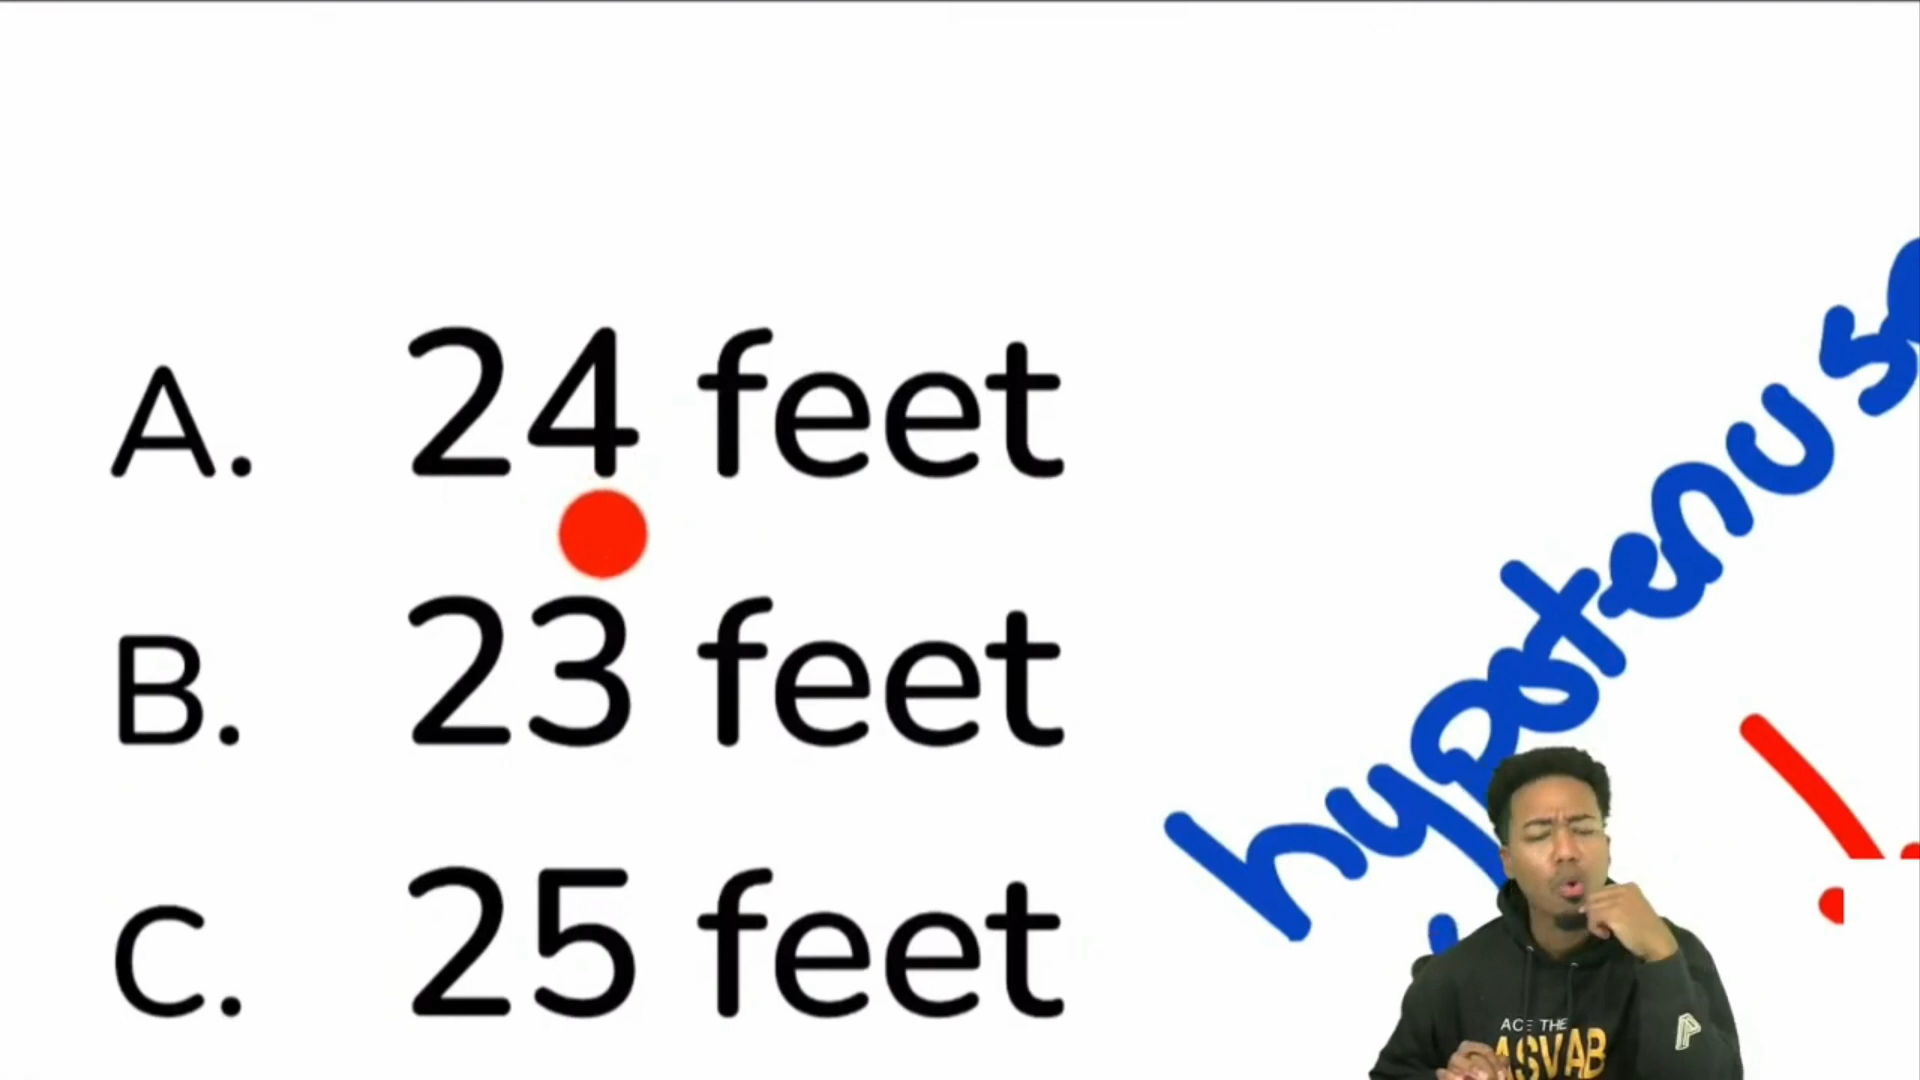 A. 24 feet
B. 23 feet
C. 25 feet
hypotenuse
ACE THE
ASVAB